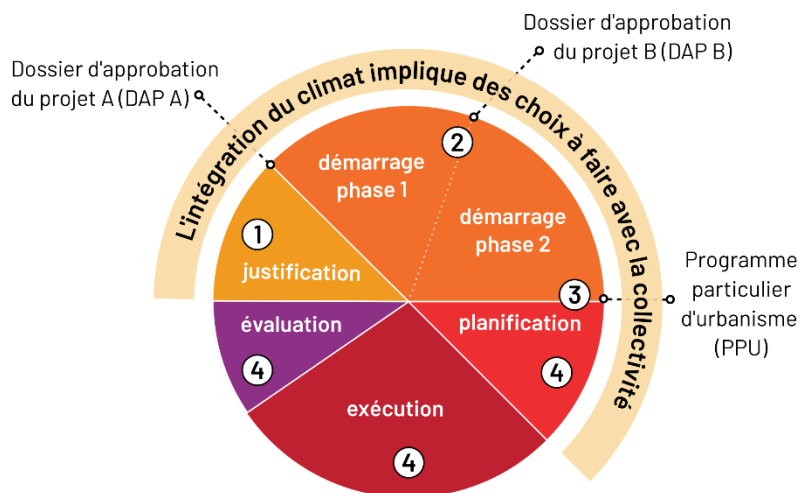 Dossier d'approbation
du projet B (DAP B)
Dossier d'approbation
du projet A (DAP A)
L'intégration du climat implique des choix à faire avec la collectivité
2
démarrage
phase 1
démarrage
phase 2
1
justification
3
Programme
particulier
d'urbanisme
(PPU)
évaluation
planification
4
4
exécution
4